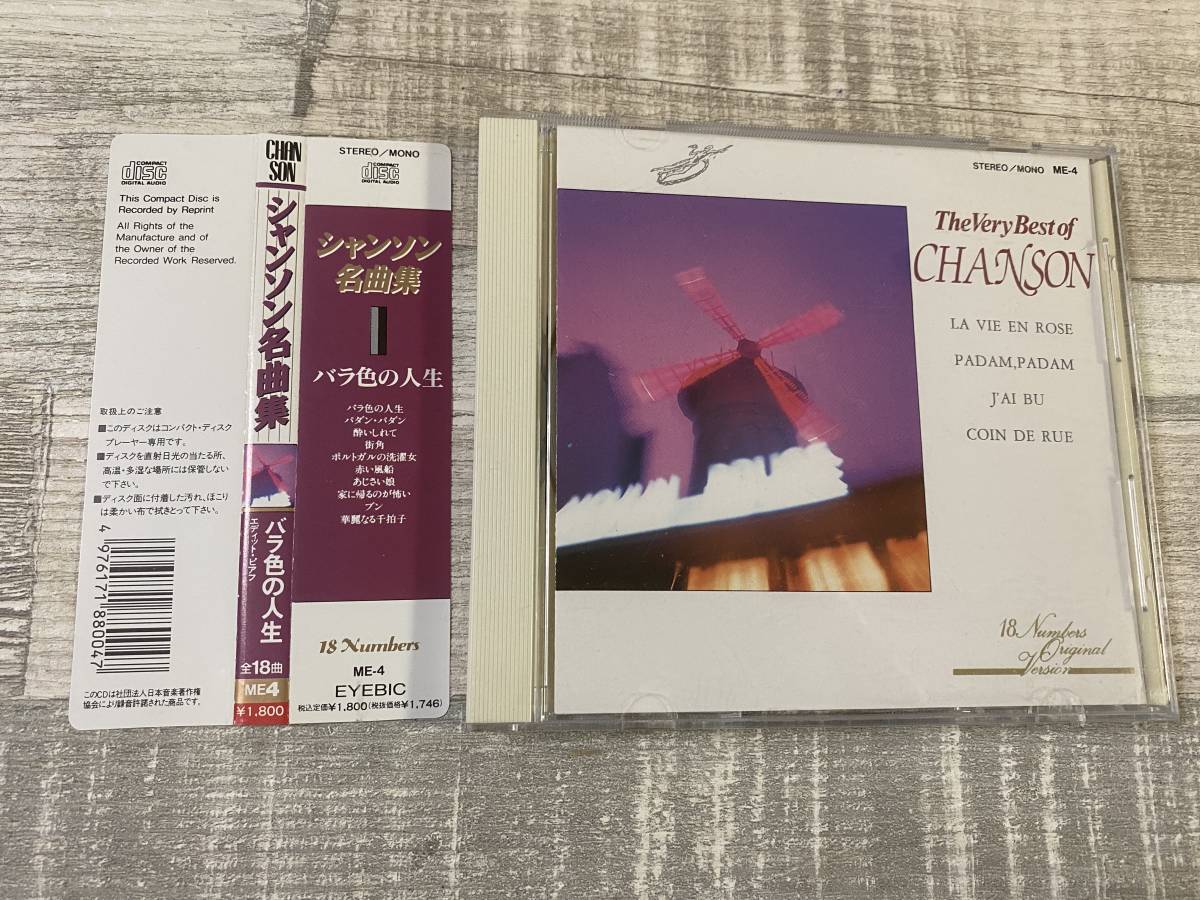 COMPACT
disc
DIGITAL AUDIO
This Compact Disc is
Recorded by Reprint
All Rights of the
Manufacture and of
the Owner of the
Recorded Work Reserved.
取扱上のご注意
■このディスクはコンパクト・ディスク
プレーヤー専用です。
■ディスクを直射日光の当たる所、
高温・多湿な場所には保管しない
で下さい。
■ディスク面に付着した汚れ、ほこり
は柔かい布で拭きとって下さい。
4 976171 880047
このCDは社団法人日本音楽著作権
協会により録音許諾された商品です。
CHAN
SON
シャンソン名曲集
バラ色の人生
エディット・ピアフ
全18曲
ME4
¥1,800
STEREO/MONO
COMPACT
disc
DIGITAL AUDIO
シャンソン
名曲集
バラ色の人生
バラ色の人生
パダン・パダン
酔いしれて
街角
ポルトガルの洗濯女
赤い風船
あじさい娘
家に帰るのが怖い
ブン
華麗なる千拍子
18 Numbers
ME-4
EYEBIC
税込定価¥1,800(税抜価格¥1,746)
STEREO/MONO ME-4
The Very Best of
CHANSON
LA VIE EN ROSE
PADAM,PADAM
J'AI BU
COIN DE RUE
18 Numbers
Original
Version